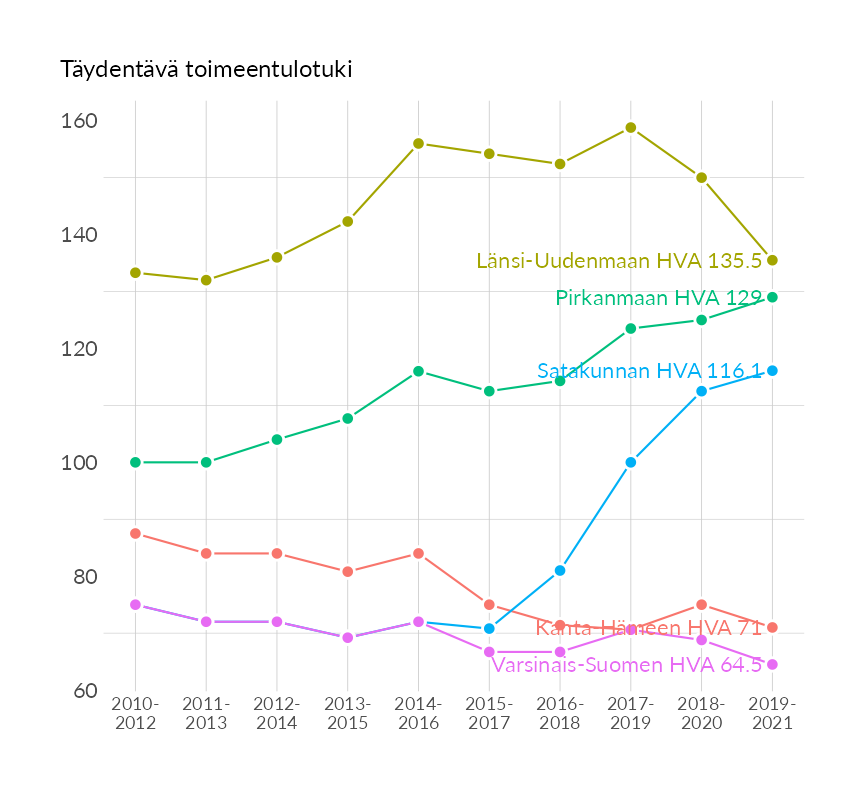 Täydentävä toimeentulotuki
160
140
120
100
80
60
Länsi-Uudenmaan HVA 135.5
Pirkanmaan HVA 129
Satakunnan HVA 116.1
Kanta-Hämeen HVA 71
Varsinais-Suomen HVA 64.5
2010- 2011- 2012- 2013- 2014- 2015- 2016- 2017- 2018- 2019-
2012 2013 2014 2015 2016 2017 2018 2019 2020 2021